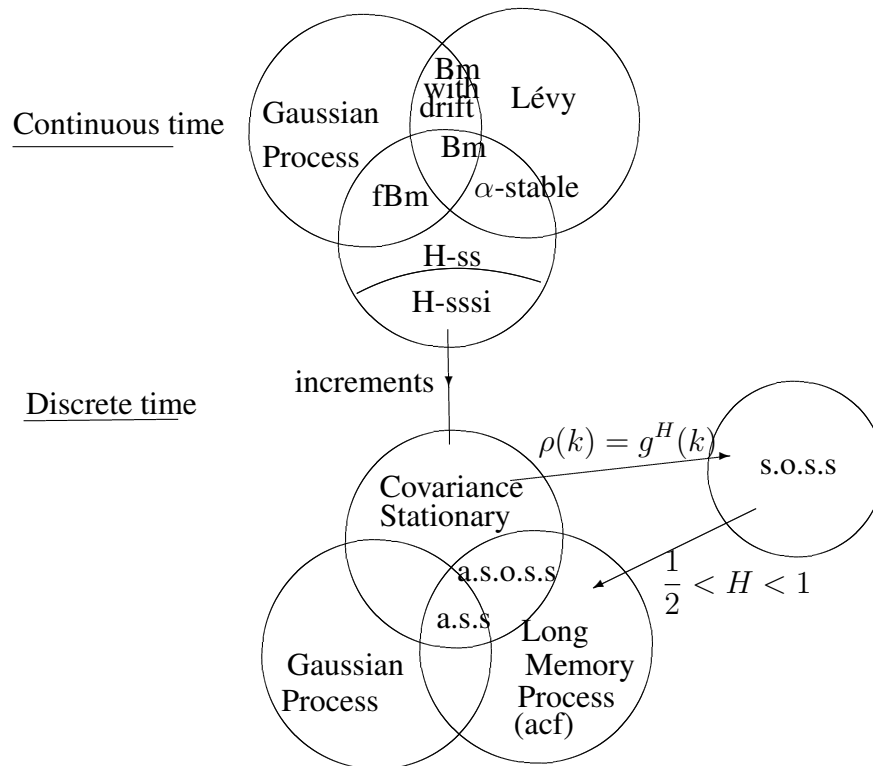 Bm
with
drift
Lévy
Gaussian
Process
Continuous time
Bm
fBm
α-stable
H-ss
H-sssi
increments
Discrete time
ρ(k) = g^H(k)
s.o.s.s
Covariance
Stationary
a.s.o.s.s
1/2 < H < 1
a.s.s
Long
Memory
Process
(acf)
Gaussian
Process